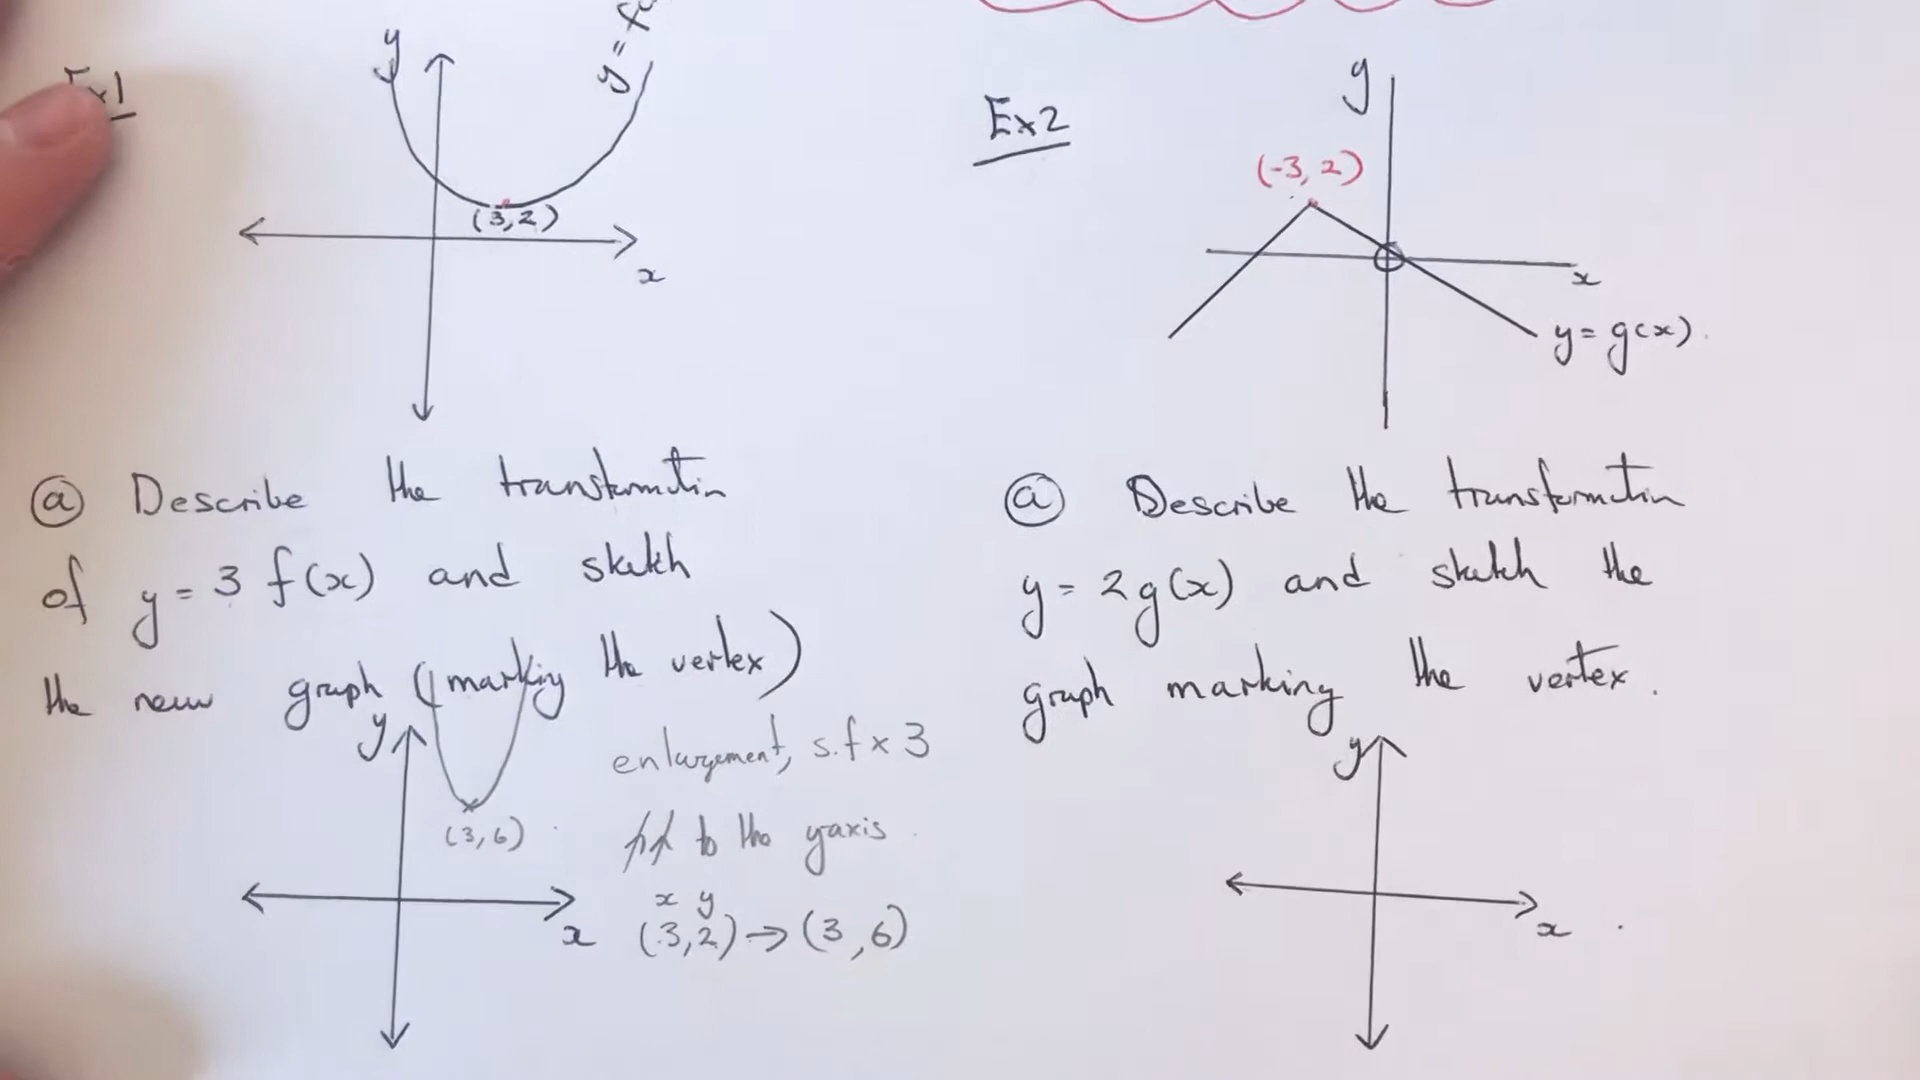 Ex1
y
y = f
(3,2)
x
@ Describe the transformation
of y = 3 f(x) and sketch
the new graph (marking the vertex)
y
enlargement, s.f x 3
(3,6)
to the y axis
x y
x
(3,2) → (3,6)
Ex2
y
(-3, 2)
x
y = g(x).
@ Describe the transformation
y = 2g(x) and sketch the
graph marking the vertex.
y
x